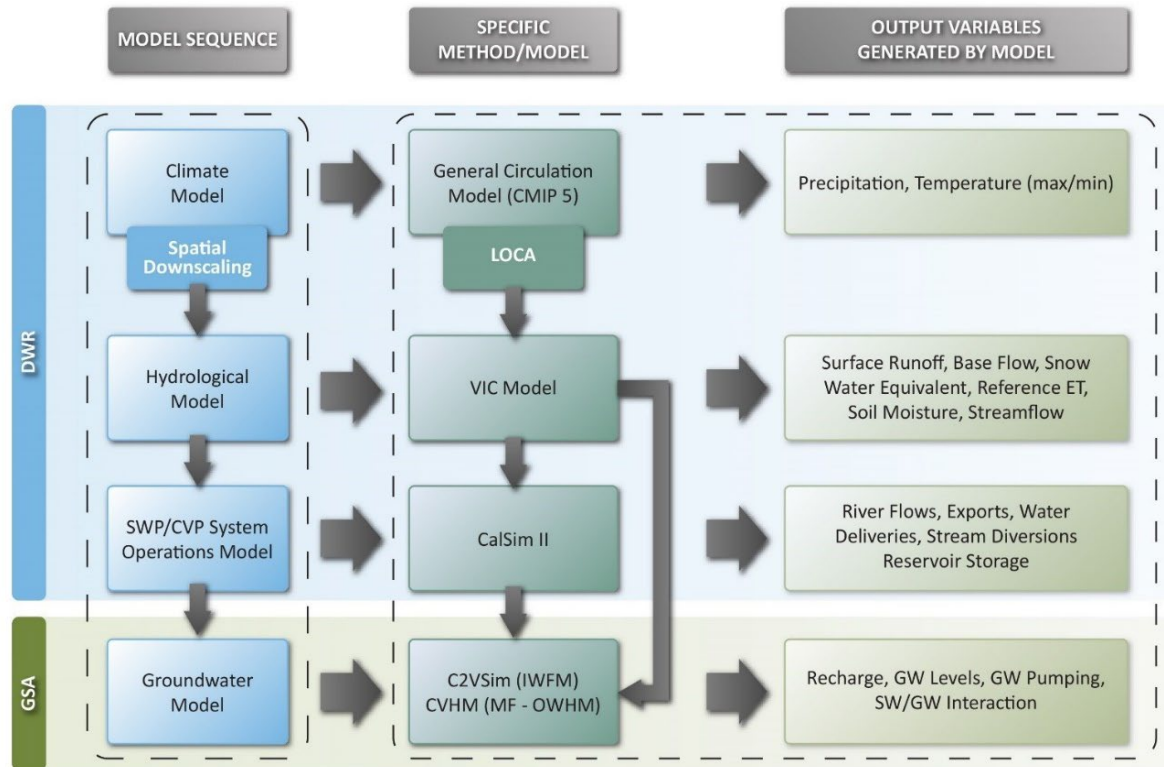 MODEL SEQUENCE
SPECIFIC
METHOD/MODEL
OUTPUT VARIABLES
GENERATED BY MODEL
DWR
Climate
Model
General Circulation
Model (CMIP 5)
Precipitation, Temperature (max/min)
Spatial
Downscaling
LOCA
Hydrological
Model
VIC Model
Surface Runoff, Base Flow, Snow
Water Equivalent, Reference ET,
Soil Moisture, Streamflow
SWP/CVP System
Operations Model
CalSim II
River Flows, Exports, Water
Deliveries, Stream Diversions
Reservoir Storage
GSA
Groundwater
Model
C2VSim (IWFM)
CVHM (MF - OWHM)
Recharge, GW Levels, GW Pumping,
SW/GW Interaction